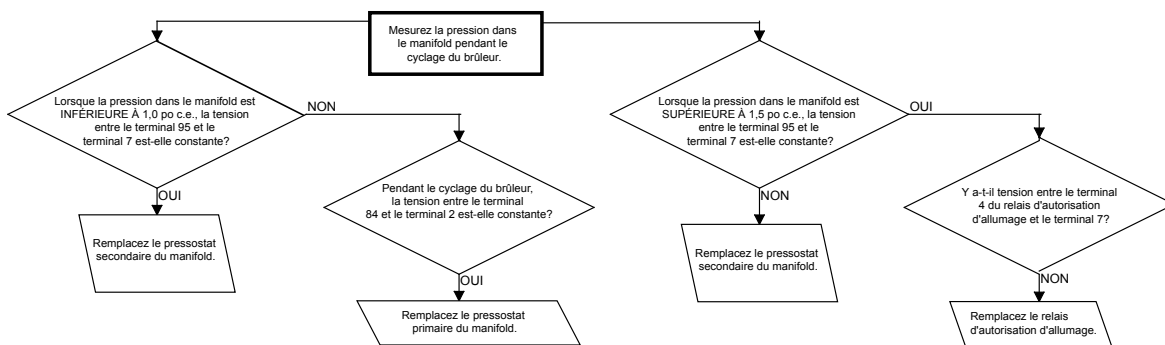 Mesurez la pression dans
le manifold pendant le
cyclage du brûleur.
Lorsque la pression dans le manifold est
INFÉRIEURE À 1,0 po c.e., la tension
entre le terminal 95 et le
terminal 7 est-elle constante?
NON
OUI
Remplacez le pressostat
secondaire du manifold.
Pendant le cyclage du brûleur,
la tension entre le terminal
84 et le terminal 2 est-elle constante?
OUI
Remplacez le pressostat
primaire du manifold.
Lorsque la pression dans le manifold est
SUPÉRIEURE À 1,5 po c.e., la tension
entre le terminal 95 et le
terminal 7 est-elle constante?
OUI
NON
Remplacez le pressostat
secondaire du manifold.
Y a-t-il tension entre le terminal
4 du relais d'autorisation
d'allumage et le terminal 7?
NON
Remplacez le relais
d'autorisation d'allumage.